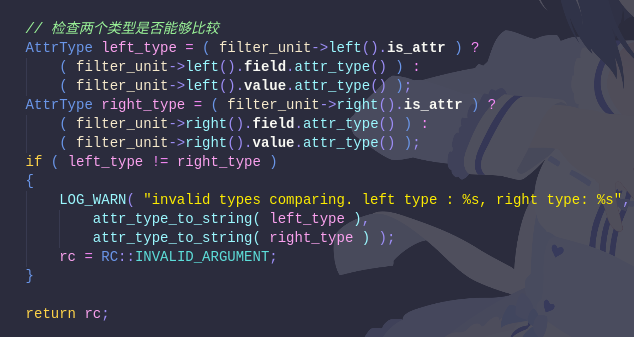 // 检查两个类型是否能够比较
AttrType left_type = ( filter_unit->left().is_attr ) ?
    ( filter_unit->left().field.attr_type() ) :
    ( filter_unit->left().value.attr_type() );
AttrType right_type = ( filter_unit->right().is_attr ) ?
    ( filter_unit->right().field.attr_type() ) :
    ( filter_unit->right().value.attr_type() );
if ( left_type != right_type )
{
    LOG_WARN( "invalid types comparing. left type : %s, right type: %s",
        attr_type_to_string( left_type ),
        attr_type_to_string( right_type ) );
    rc = RC::INVALID_ARGUMENT;
}
return rc;